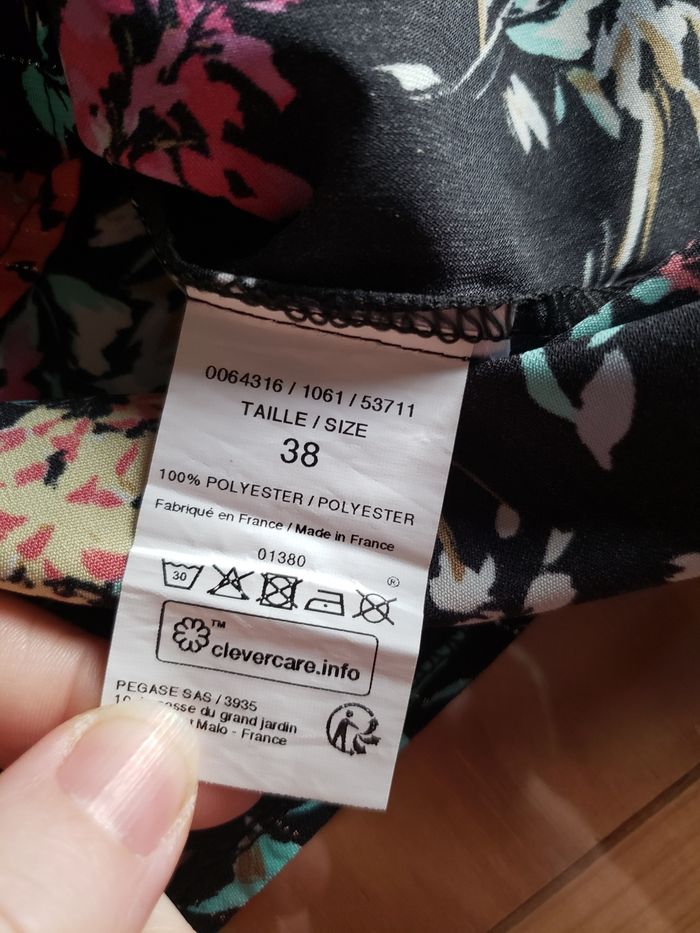 0064316 / 1061 / 53711
TAILLE / SIZE
38
100% POLYESTER / POLYESTER
Fabriqué en France / Made in France
01380
30
®
™
clevercare.info
PEGASE SAS / 3935
du grand jardin
Malo - France